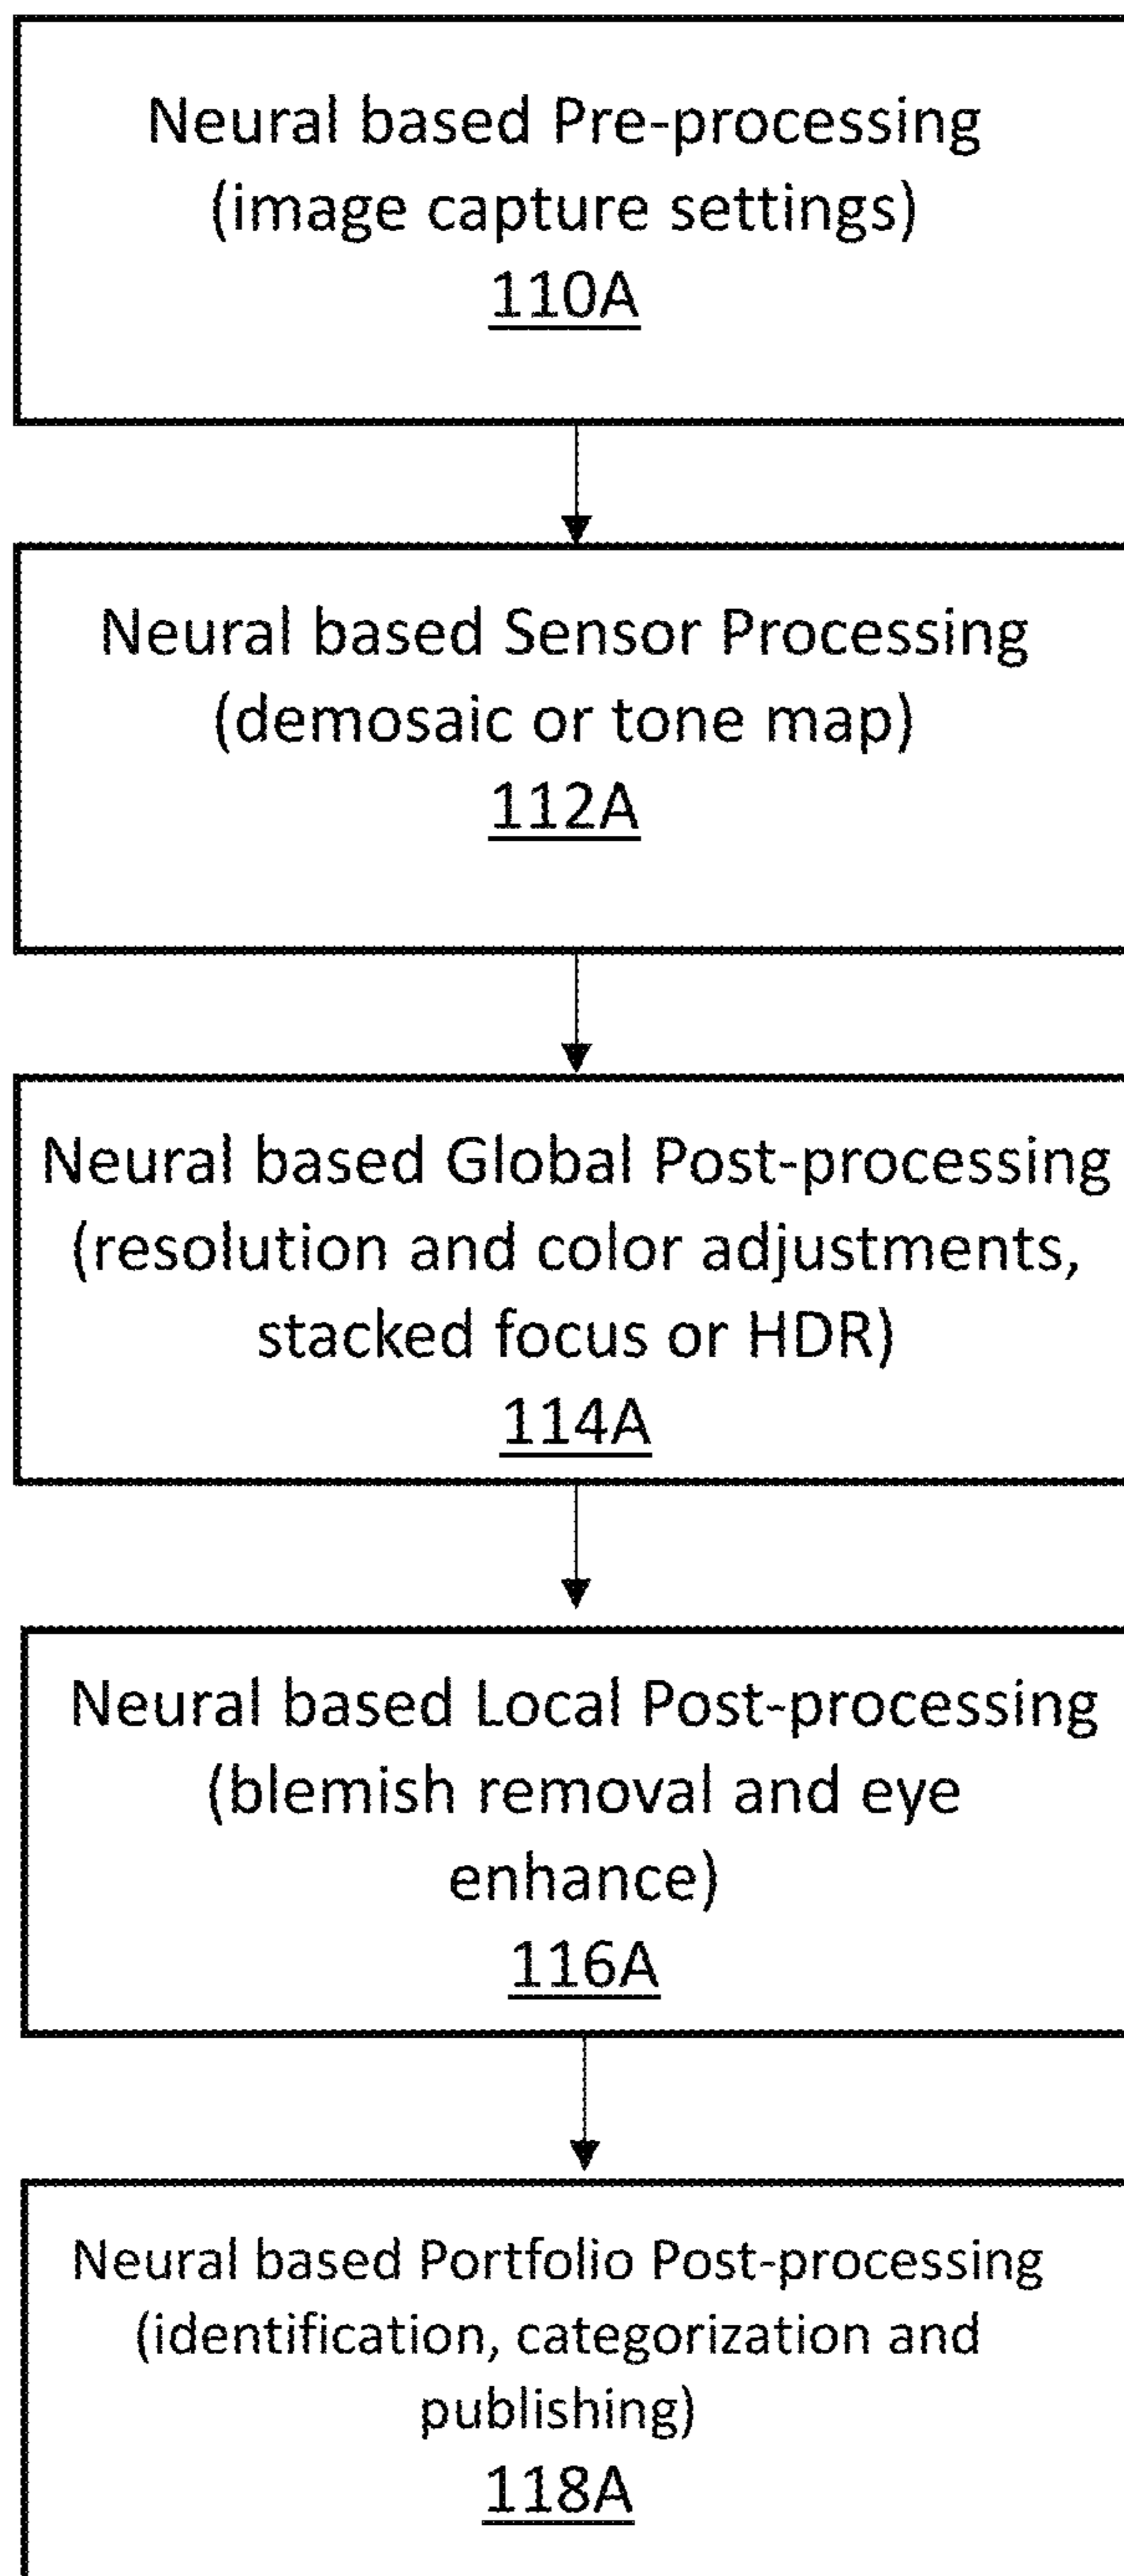 Neural based Pre-processing
(image capture settings)
110A
Neural based Sensor Processing
(demosaic or tone map)
112A
Neural based Global Post-processing
(resolution and color adjustments,
stacked focus or HDR)
114A
Neural based Local Post-processing
(blemish removal and eye
enhance)
116A
Neural based Portfolio Post-processing
(identification, categorization and
publishing)
118A